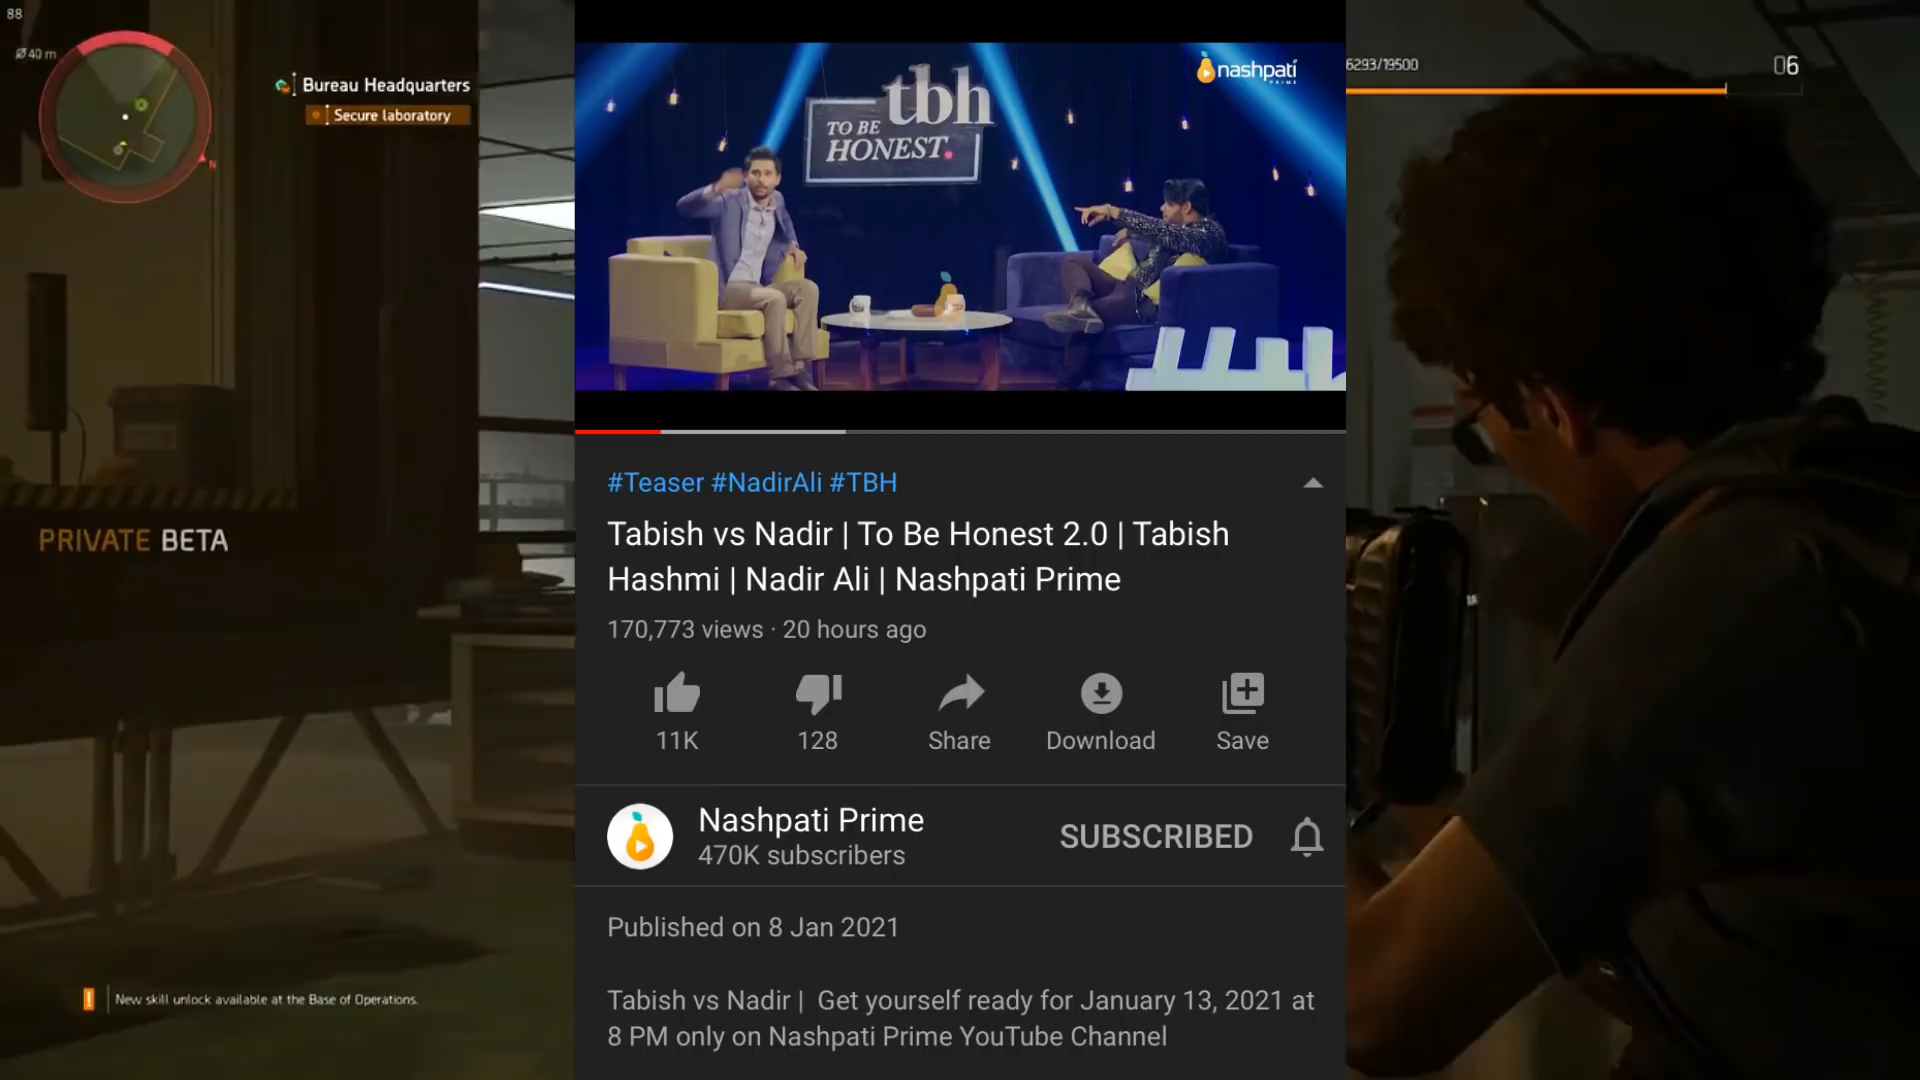 88
40 m
N
Bureau Headquarters
Secure laboratory
PRIVATE BETA
New skill unlock available at the Base of Operations.
nashpati
PRIME
tbh
TO BE
HONEST.
#Teaser #NadirAli #TBH
Tabish vs Nadir | To Be Honest 2.0 | Tabish
Hashmi | Nadir Ali | Nashpati Prime
170,773 views · 20 hours ago
11K
128
Share
Download
Save
Nashpati Prime
470K subscribers
SUBSCRIBED
Published on 8 Jan 2021
Tabish vs Nadir | Get yourself ready for January 13, 2021 at
8 PM only on Nashpati Prime YouTube Channel
6293/19500
06